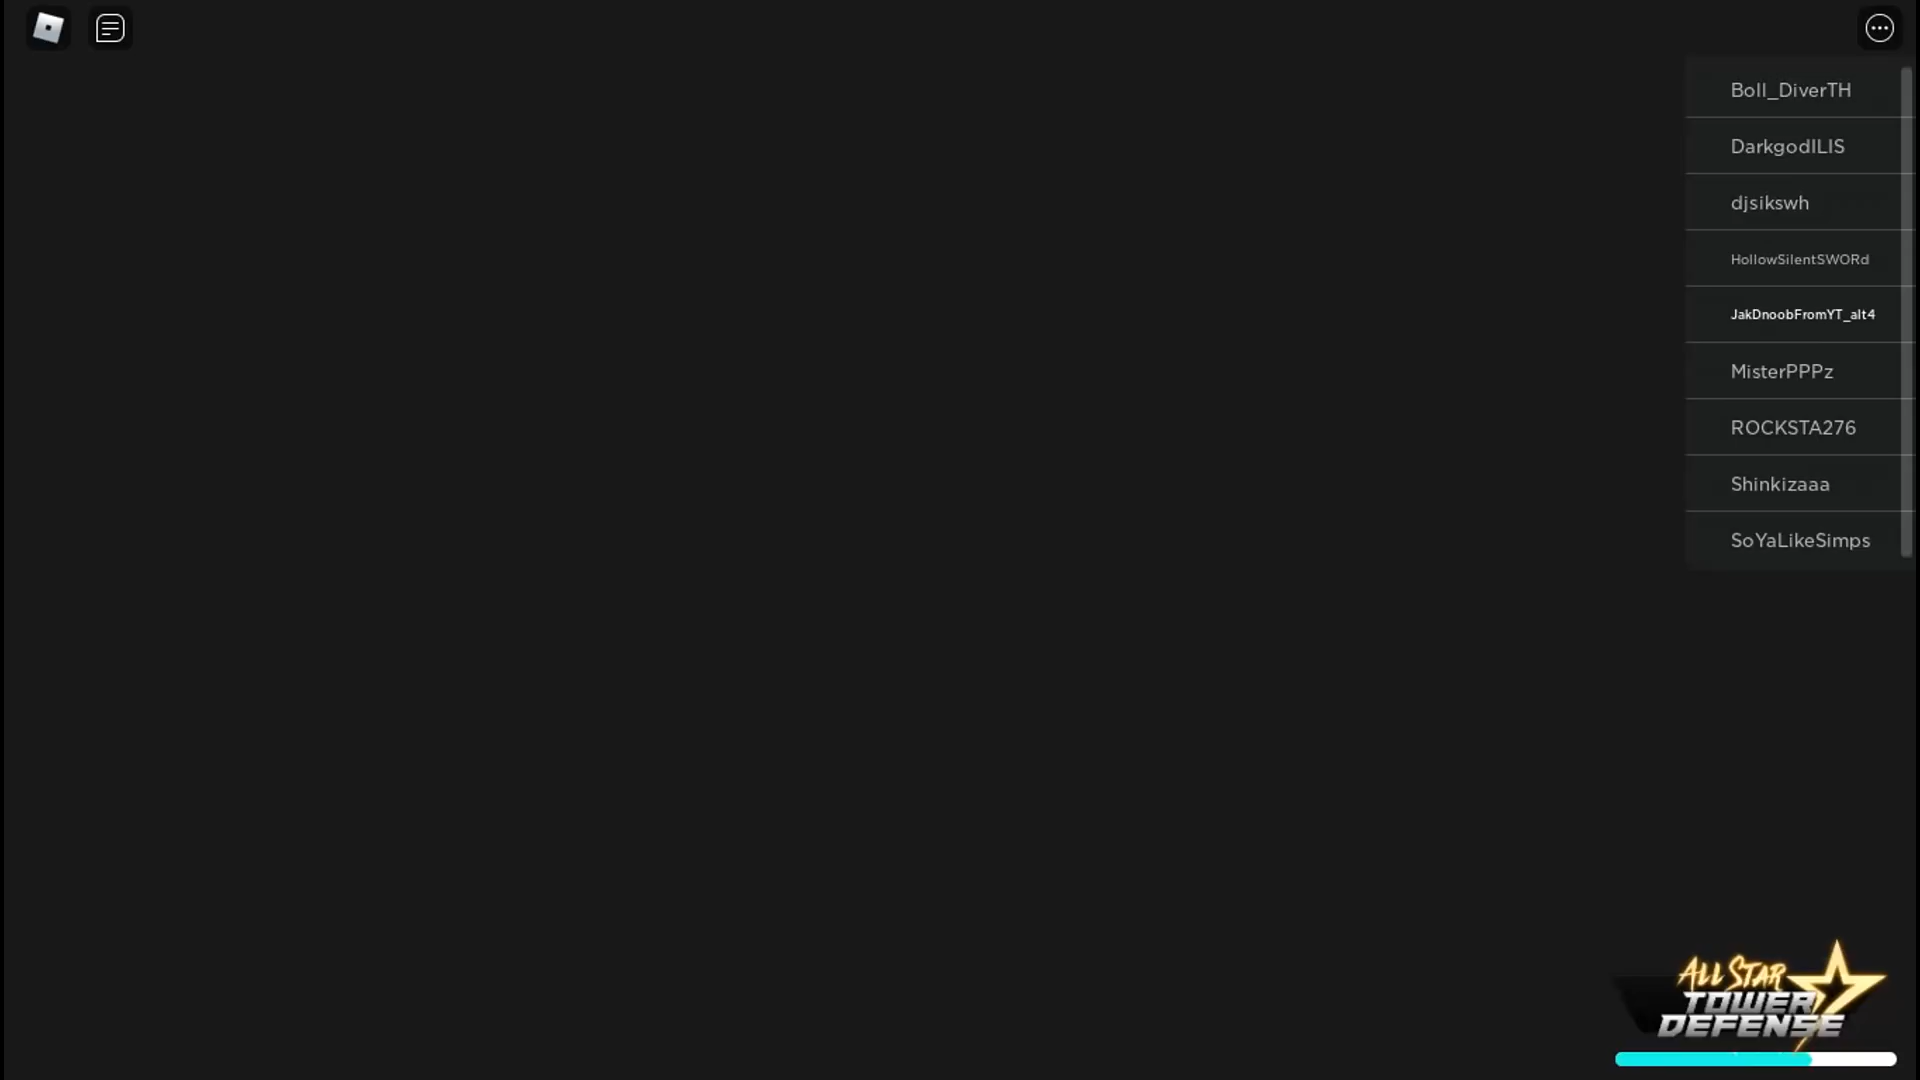 Boll_DiverTH
DarkgodILIS
djsikswh
HollowSilentSWORd
JakDnoobFromYT_alt4
MisterPPPz
ROCKSTA276
Shinkizaaa
SoYaLikeSimps
ALL STAR
TOWER
DEFENSE